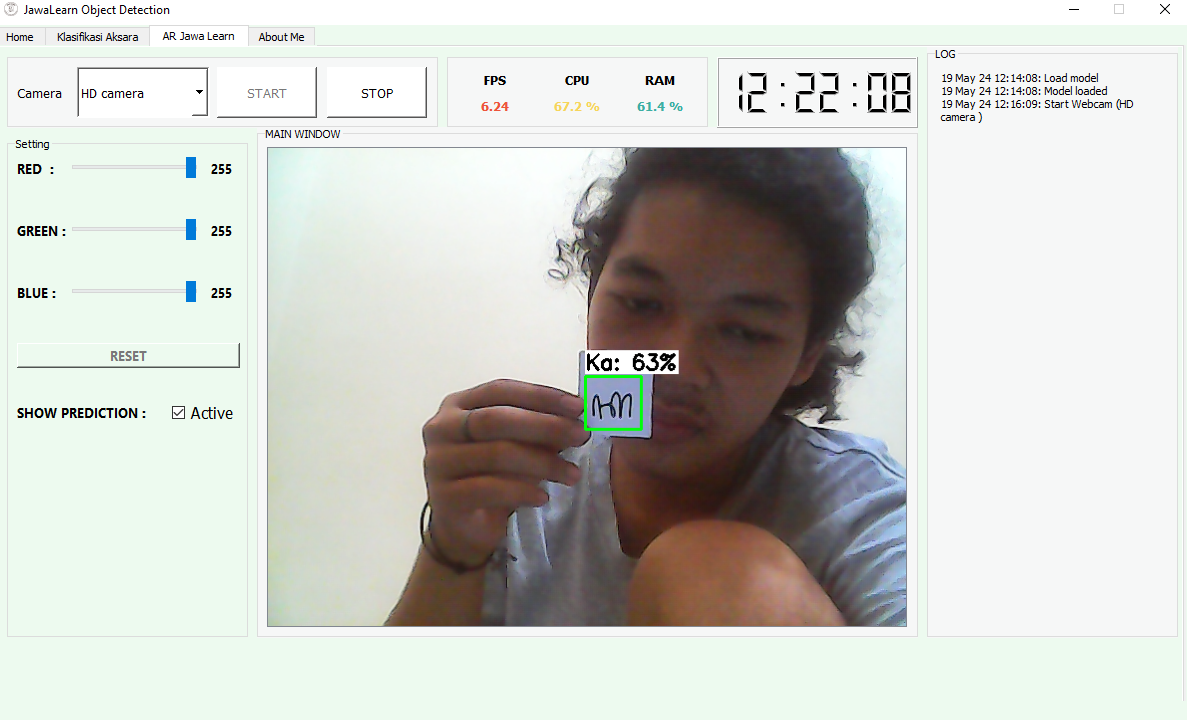 JawaLearn Object Detection
Home Klasifikasi Aksara AR Jawa Learn About Me
Camera HD camera START STOP
FPS CPU RAM
6.24 67.2 % 61.4 %
12:22:08
LOG
19 May 24 12:14:08: Load model
19 May 24 12:14:08: Model loaded
19 May 24 12:16:09: Start Webcam (HD
camera )
Setting
RED : 255
GREEN : 255
BLUE : 255
RESET
SHOW PREDICTION : Active
MAIN WINDOW
Ka: 63%
ꦏ